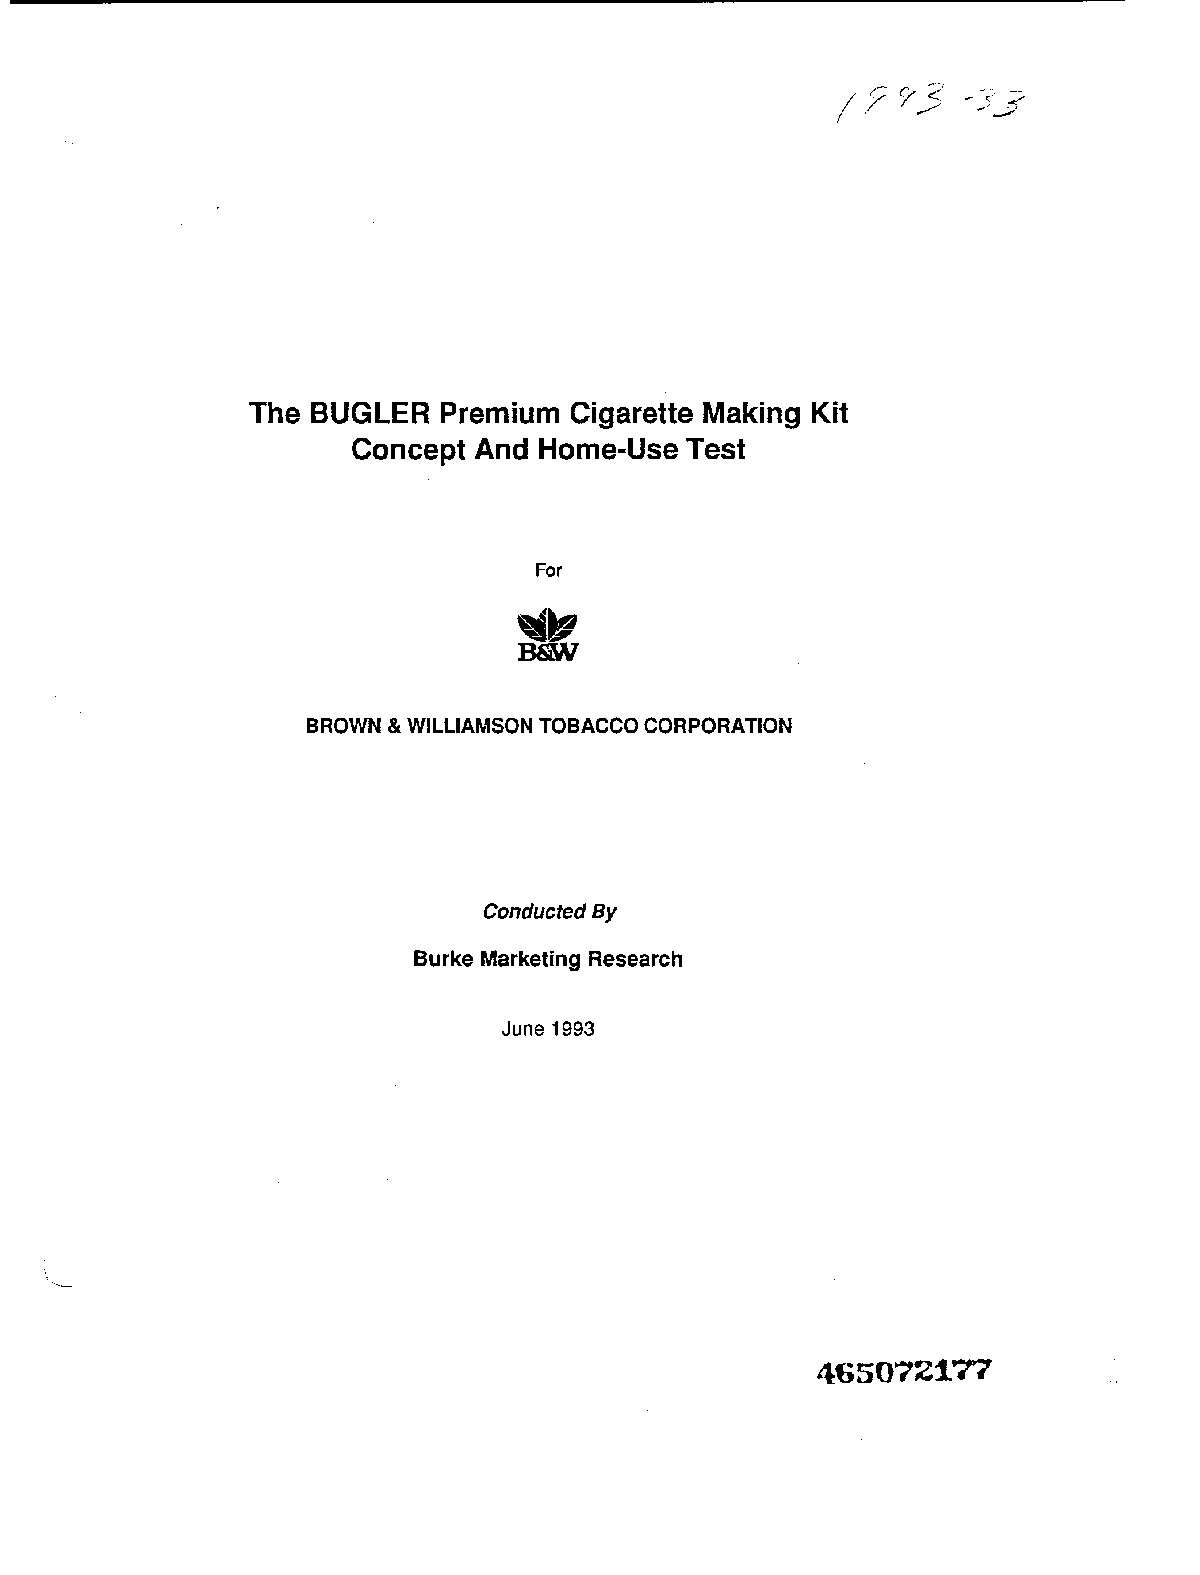 1993-33
The BUGLER Premium Cigarette Making Kit
Concept And Home-Use Test
For
B&W
BROWN & WILLIAMSON TOBACCO CORPORATION
Conducted By
Burke Marketing Research
June 1993
465072177